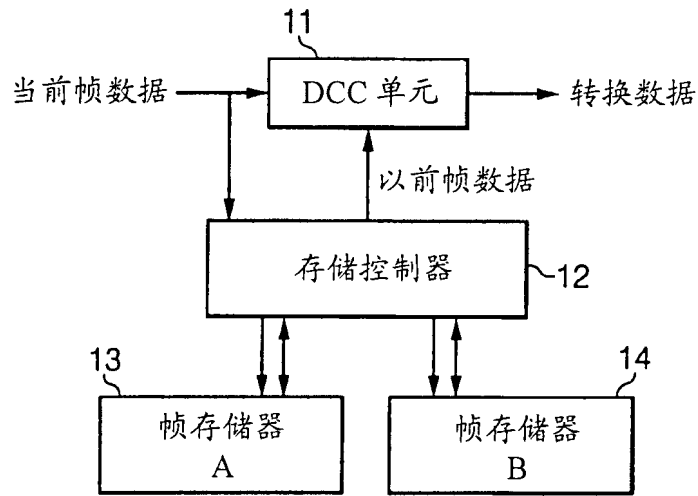 11
当前帧数据
DCC 单元
转换数据
以前帧数据
存储控制器
12
13
帧存储器
A
14
帧存储器
B